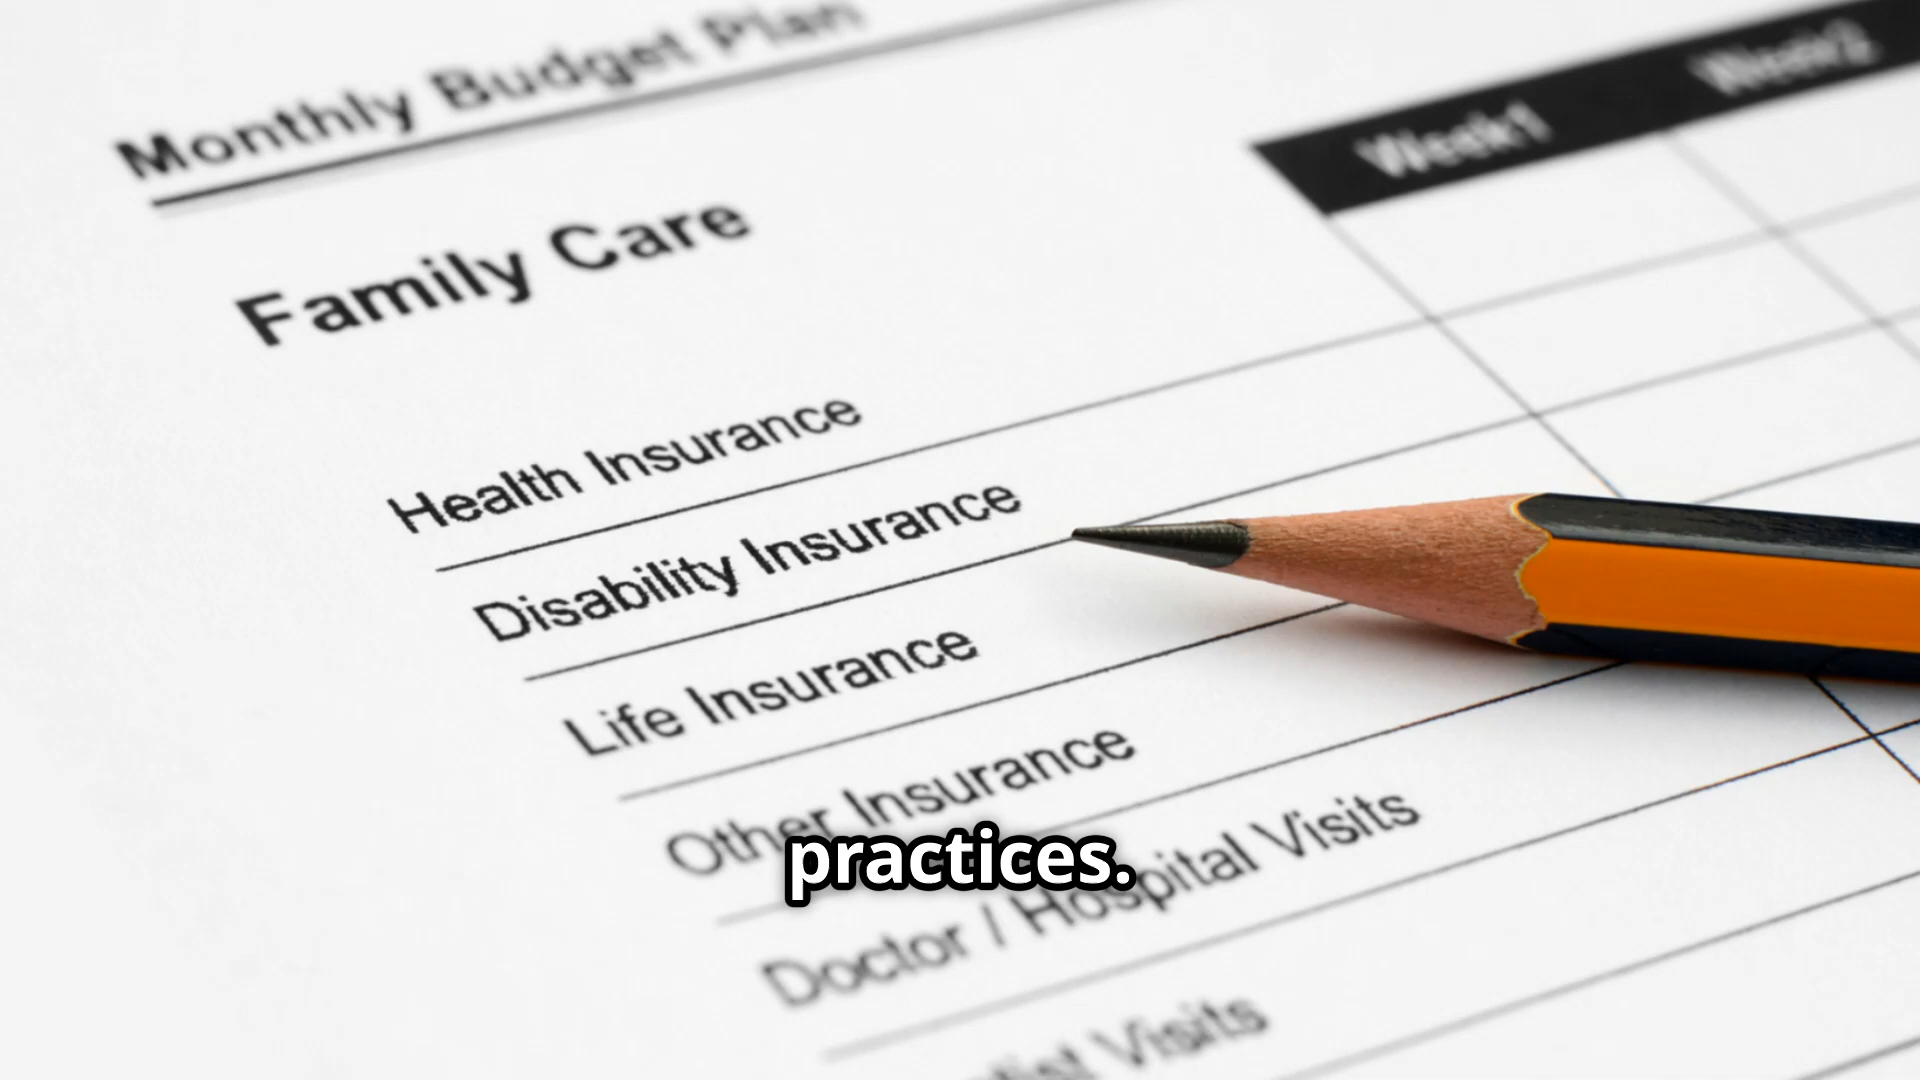 Monthly Budget Plan
Week1 Week2
Family Care
Health Insurance
Disability Insurance
Life Insurance
Other Insurance
practices.
Doctor / Hospital Visits
Visits